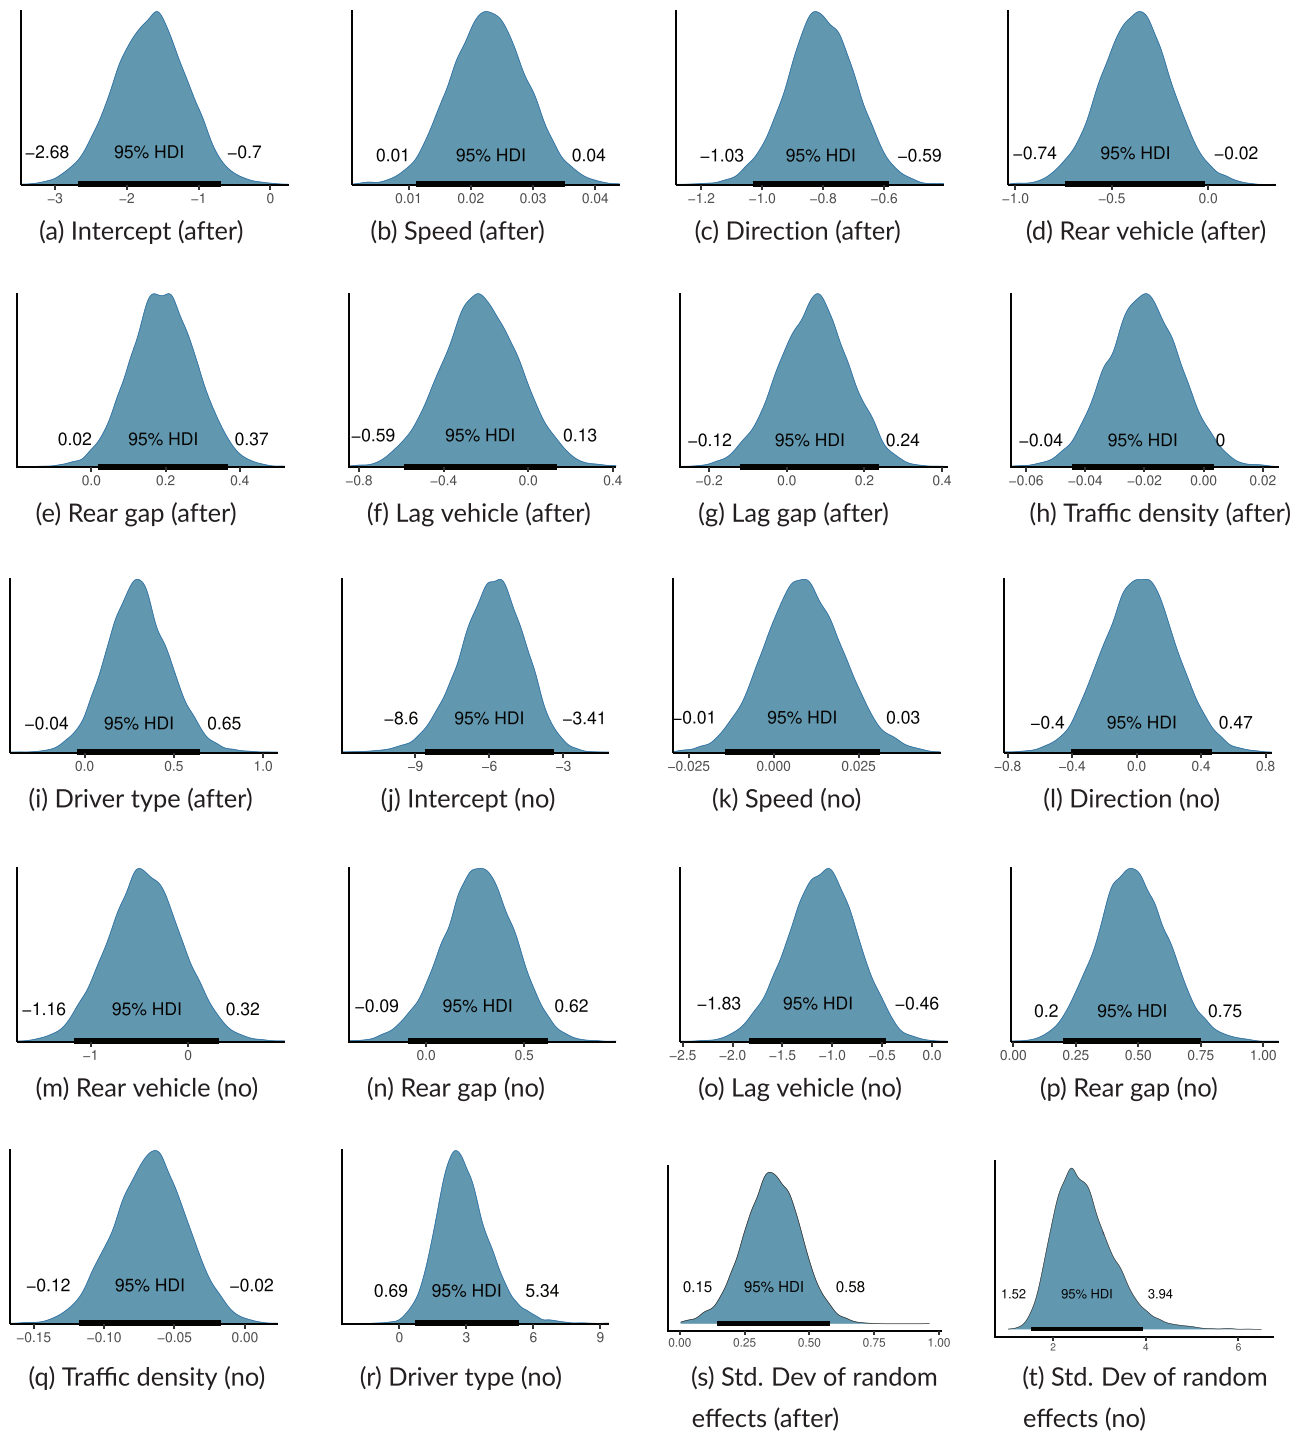 −2.68 95% HDI −0.7
−3 −2 −1 0
(a) Intercept (after)
0.01 95% HDI 0.04
0.01 0.02 0.03 0.04
(b) Speed (after)
−1.03 95% HDI −0.59
−1.2 −1.0 −0.8 −0.6
(c) Direction (after)
−0.74 95% HDI −0.02
−1.0 −0.5 0.0
(d) Rear vehicle (after)
0.02 95% HDI 0.37
0.0 0.2 0.4
(e) Rear gap (after)
−0.59 95% HDI 0.13
−0.8 −0.4 0.0 0.4
(f) Lag vehicle (after)
−0.12 95% HDI 0.24
−0.2 0.0 0.2 0.4
(g) Lag gap (after)
−0.04 95% HDI 0
−0.06 −0.04 −0.02 0.00 0.02
(h) Traffic density (after)
−0.04 95% HDI 0.65
0.0 0.5 1.0
(i) Driver type (after)
−8.6 95% HDI −3.41
−9 −6 −3
(j) Intercept (no)
−0.01 95% HDI 0.03
−0.025 0.000 0.025
(k) Speed (no)
−0.4 95% HDI 0.47
−0.8 −0.4 0.0 0.4 0.8
(l) Direction (no)
−1.16 95% HDI 0.32
−1 0
(m) Rear vehicle (no)
−0.09 95% HDI 0.62
0.0 0.5
(n) Rear gap (no)
−1.83 95% HDI −0.46
−2.5 −2.0 −1.5 −1.0 −0.5 0.0
(o) Lag vehicle (no)
0.2 95% HDI 0.75
0.00 0.25 0.50 0.75 1.00
(p) Rear gap (no)
−0.12 95% HDI −0.02
−0.15 −0.10 −0.05 0.00
(q) Traffic density (no)
0.69 95% HDI 5.34
0 3 6 9
(r) Driver type (no)
0.15 95% HDI 0.58
0.00 0.25 0.50 0.75 1.00
(s) Std. Dev of random
effects (after)
1.52 95% HDI 3.94
2 4 6
(t) Std. Dev of random
effects (no)